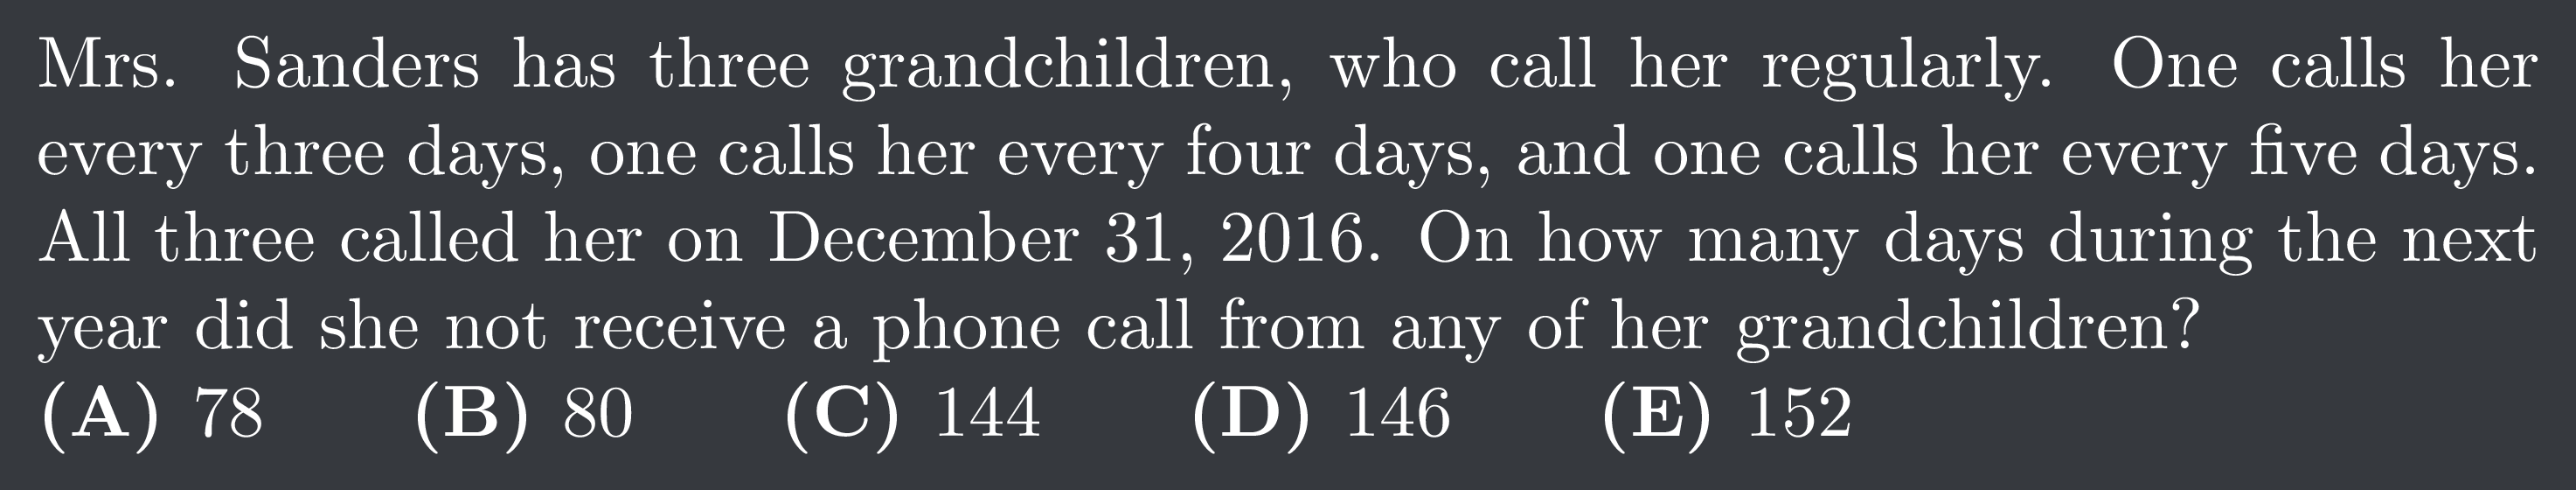 Mrs. Sanders has three grandchildren, who call her regularly. One calls her
every three days, one calls her every four days, and one calls her every five days.
All three called her on December 31, 2016. On how many days during the next
year did she not receive a phone call from any of her grandchildren?
(A) 78 (B) 80 (C) 144 (D) 146 (E) 152